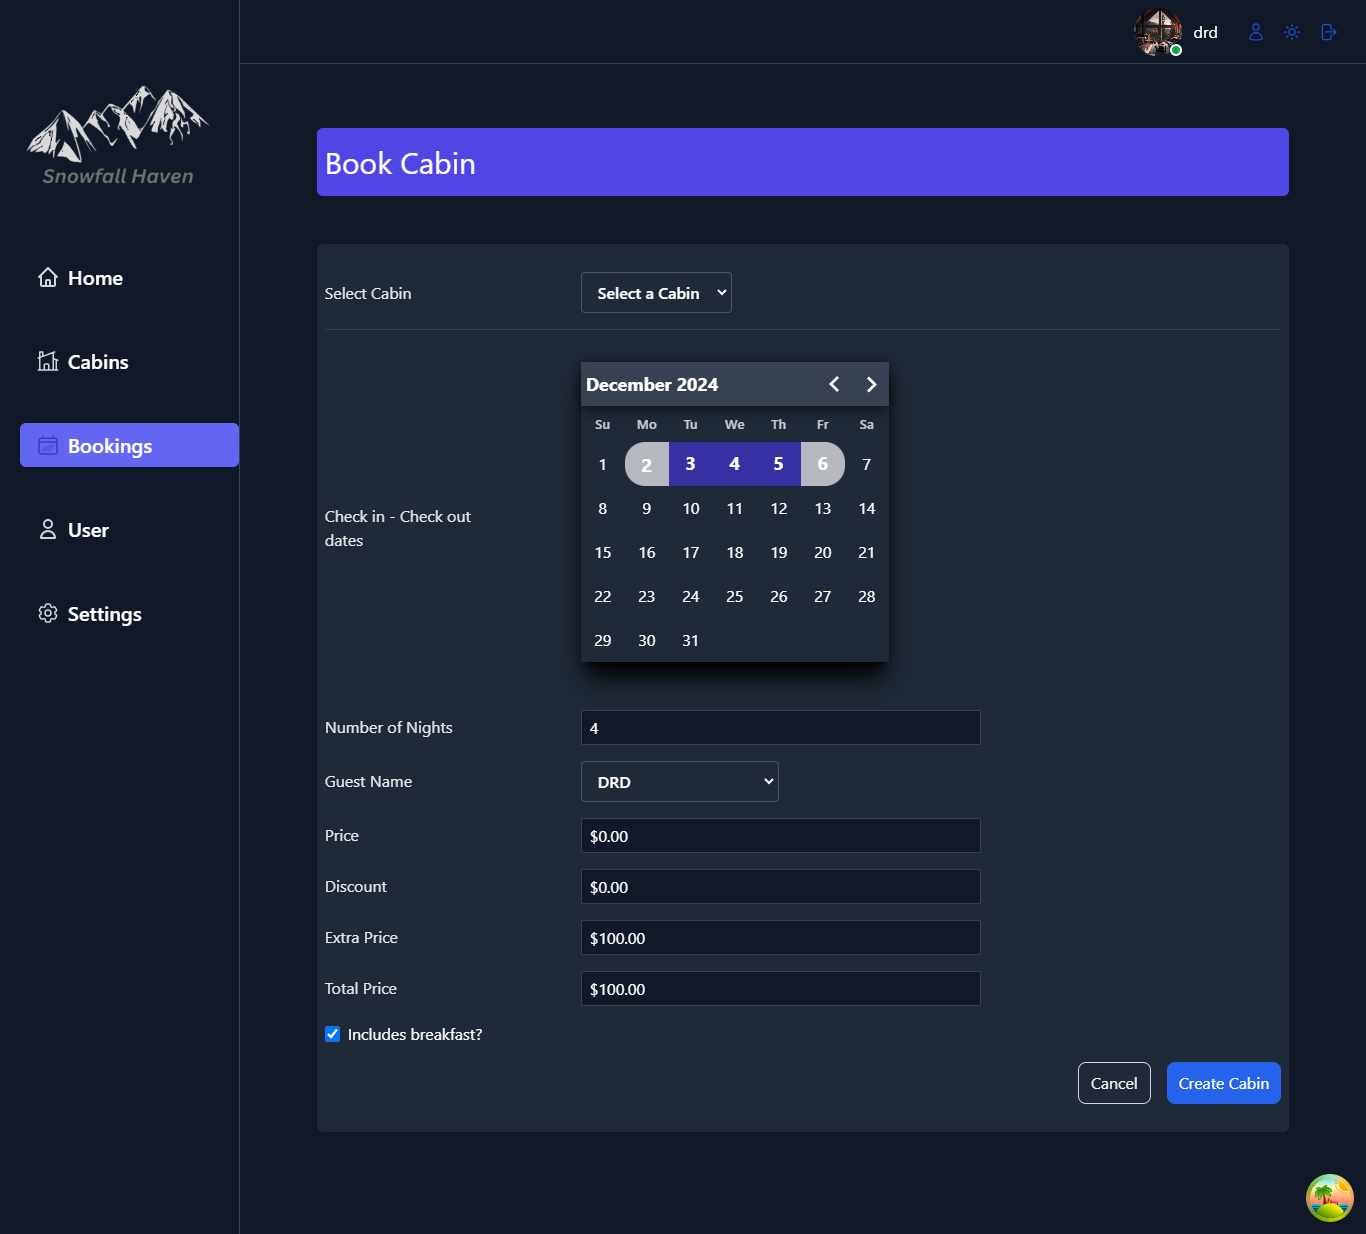 drd
Snowfall Haven
Home
Cabins
Bookings
User
Settings
Book Cabin
Select Cabin
Select a Cabin
Check in - Check out
dates
December 2024
Su Mo Tu We Th Fr Sa
1 2 3 4 5 6 7
8 9 10 11 12 13 14
15 16 17 18 19 20 21
22 23 24 25 26 27 28
29 30 31
Number of Nights
4
Guest Name
DRD
Price
$0.00
Discount
$0.00
Extra Price
$100.00
Total Price
$100.00
Includes breakfast?
Cancel
Create Cabin